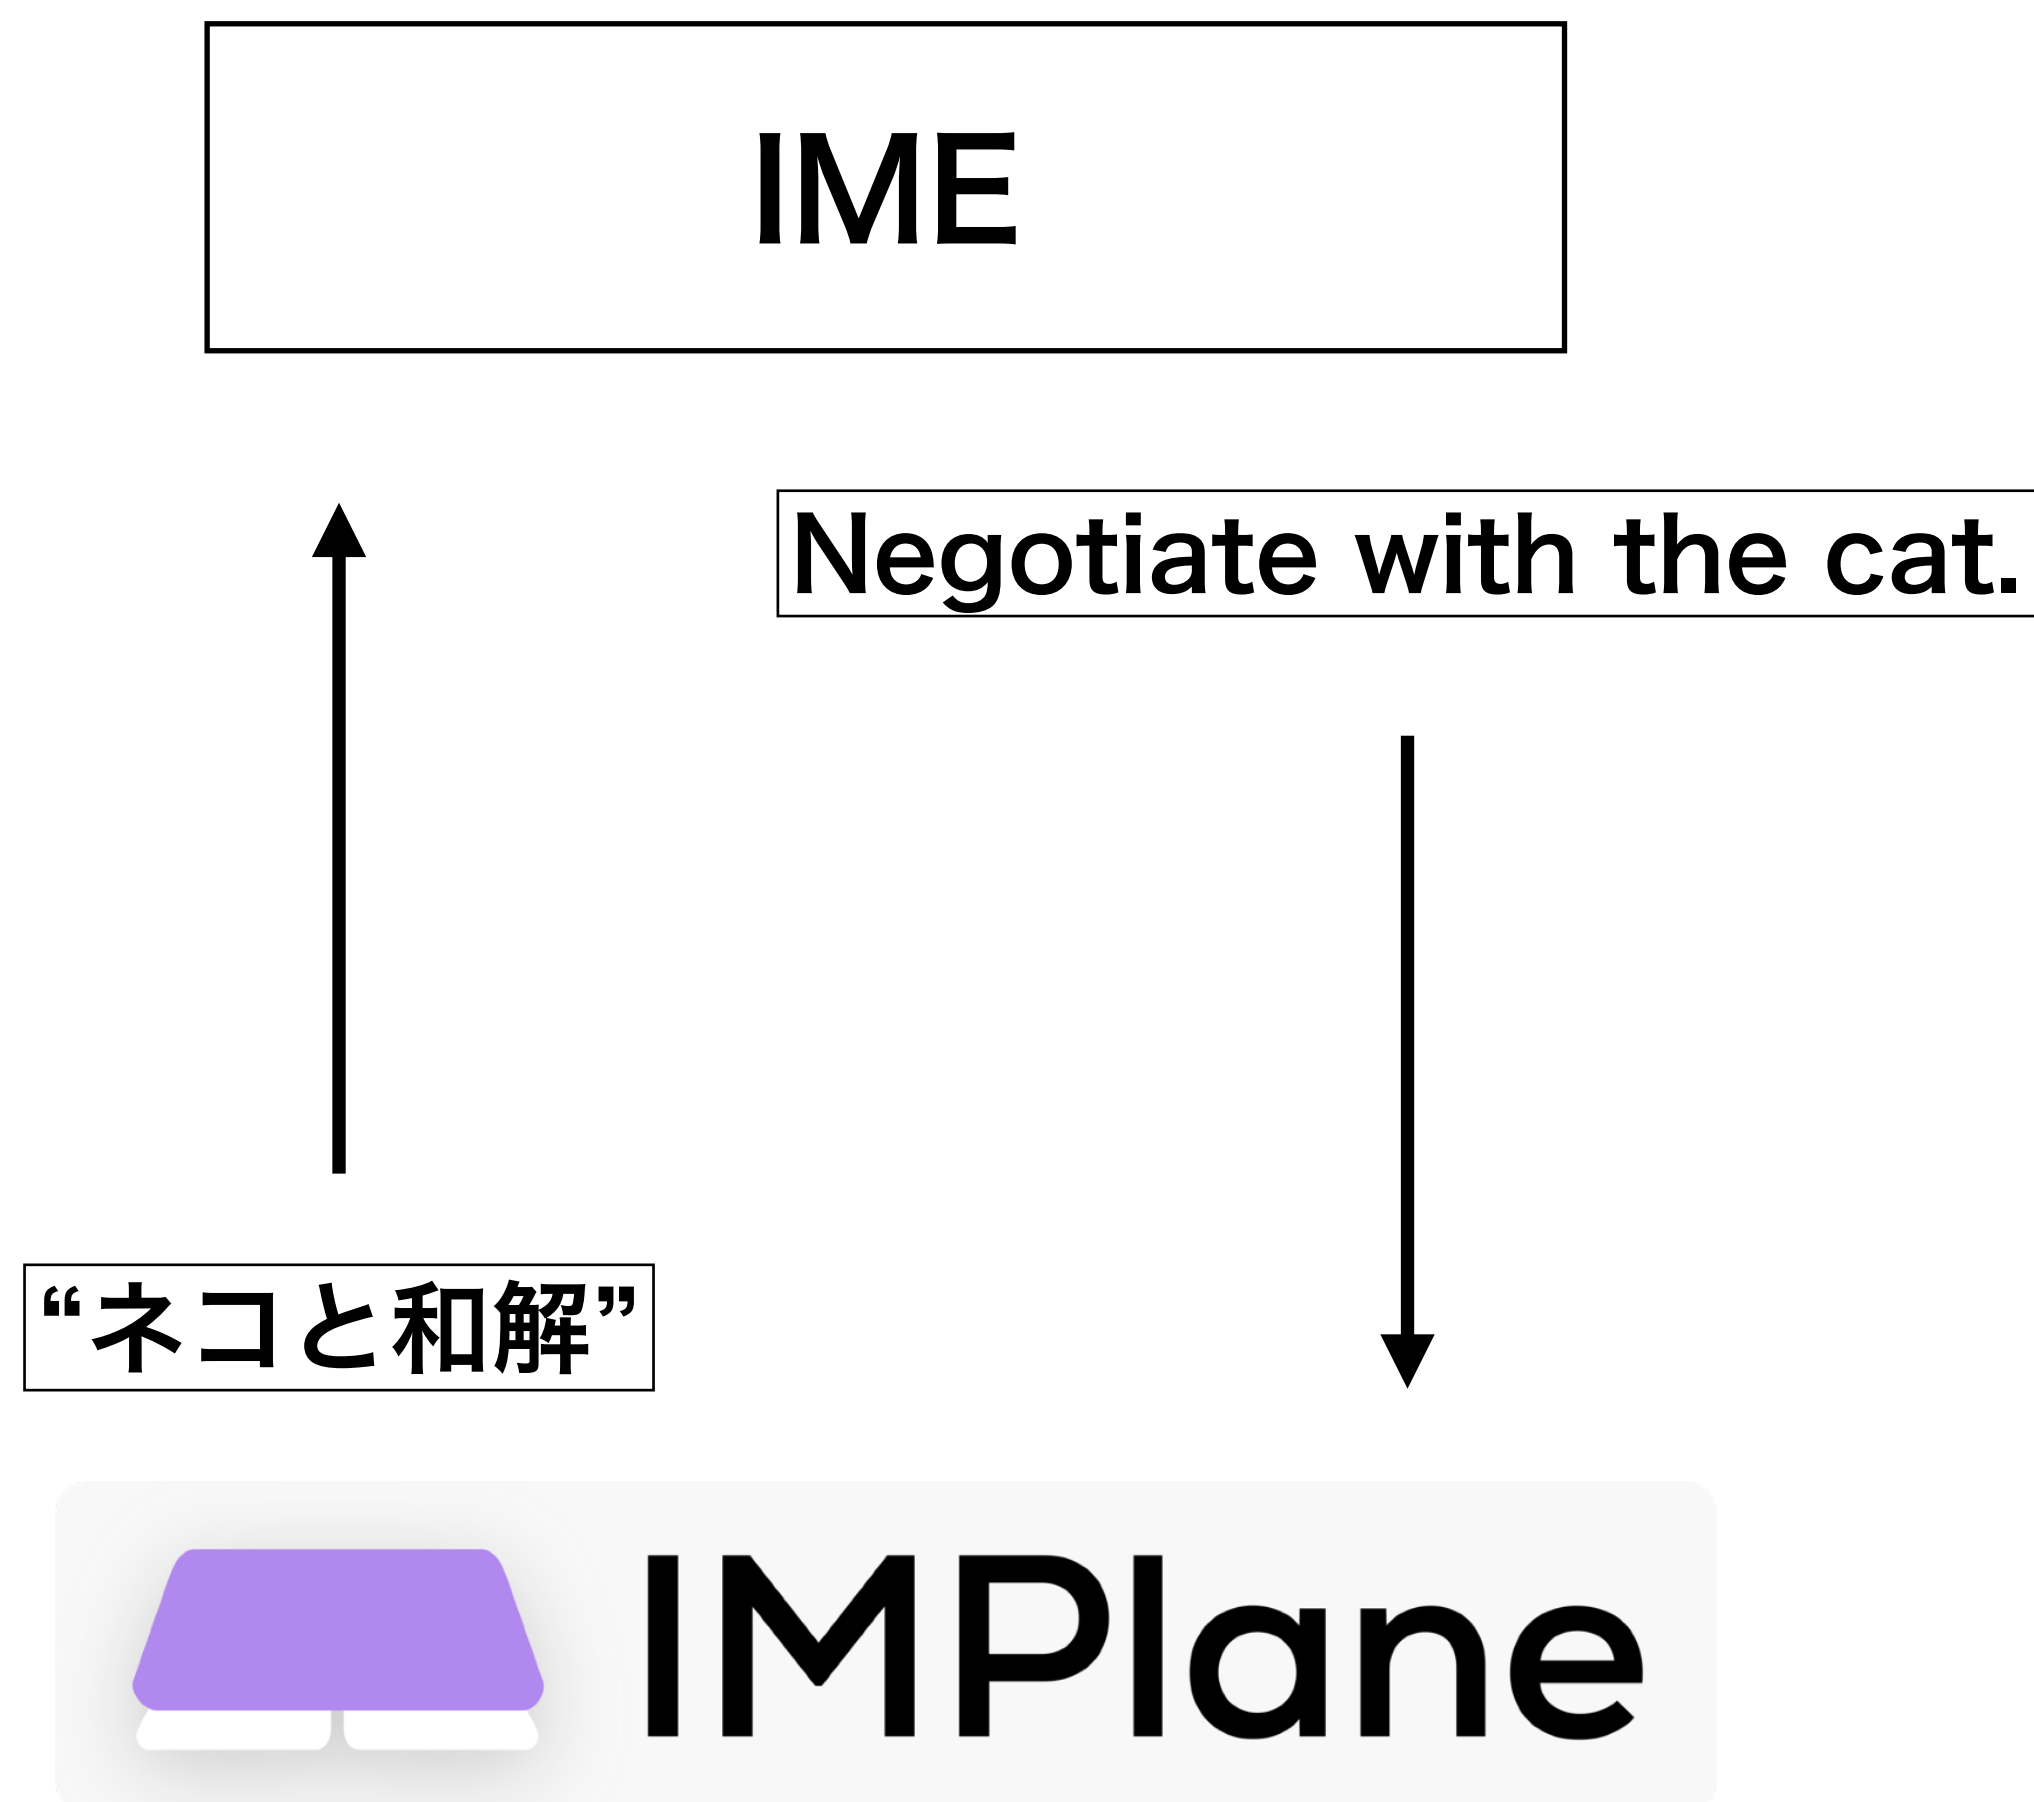 IME
Negotiate with the cat.
“ネコと和解”
IMPlane